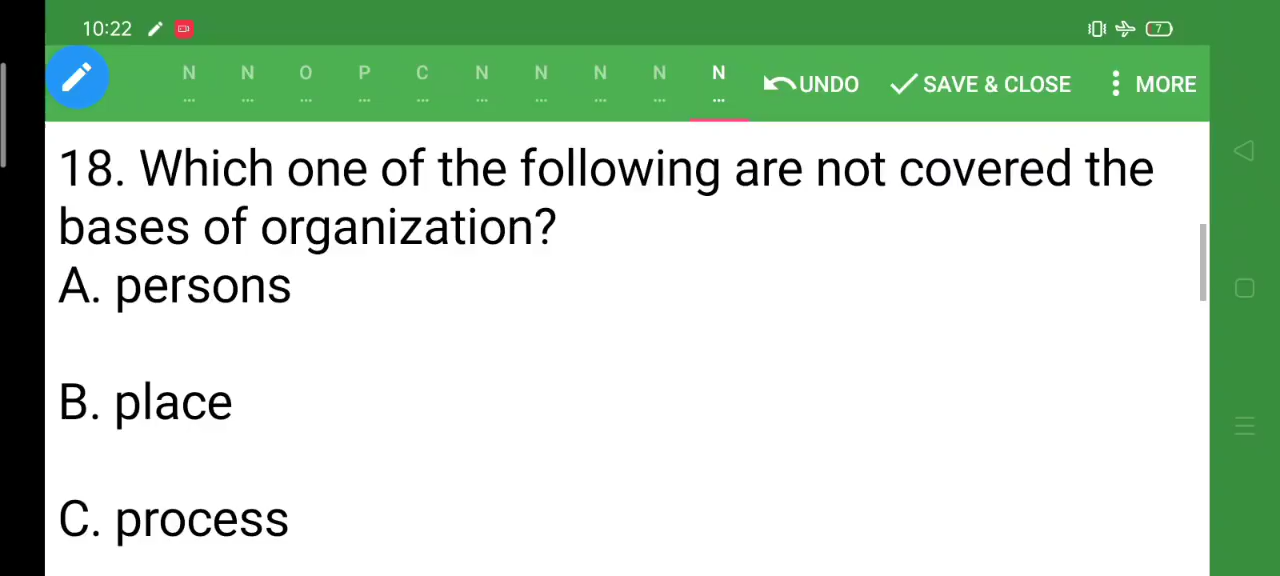 10:22 7
N N O P C N N N N N UNDO SAVE & CLOSE MORE
... ... ... ... ... ... ... ... ... ...
18. Which one of the following are not covered the
bases of organization?
A. persons
B. place
C. process